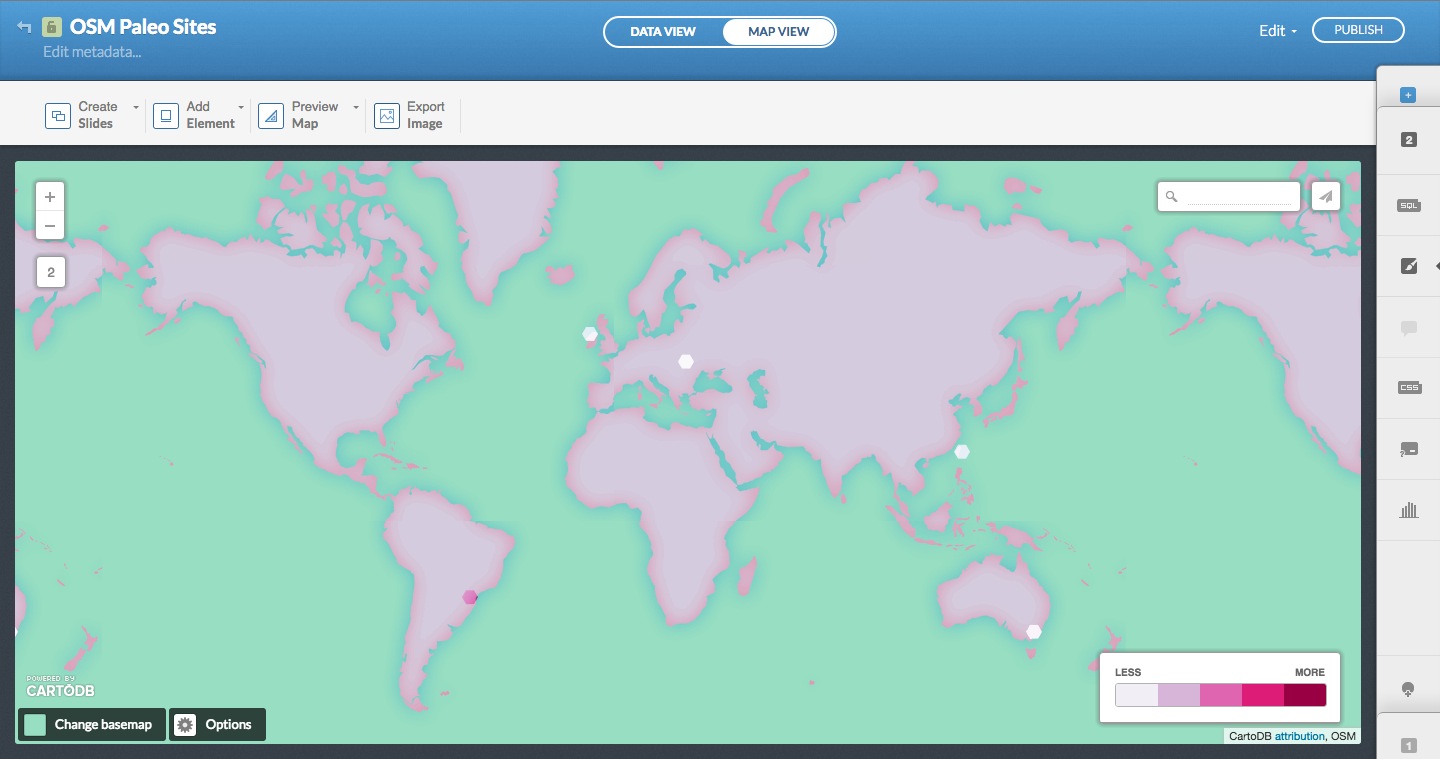 OSM Paleo Sites
Edit metadata...
DATA VIEW
MAP VIEW
Edit
PUBLISH
Create
Slides
Add
Element
Preview
Map
Export
Image
+
2
SQL
CSS
1
+
−
2
POWERED BY
CARTODB
Change basemap
Options
LESS MORE
CartoDB attribution, OSM